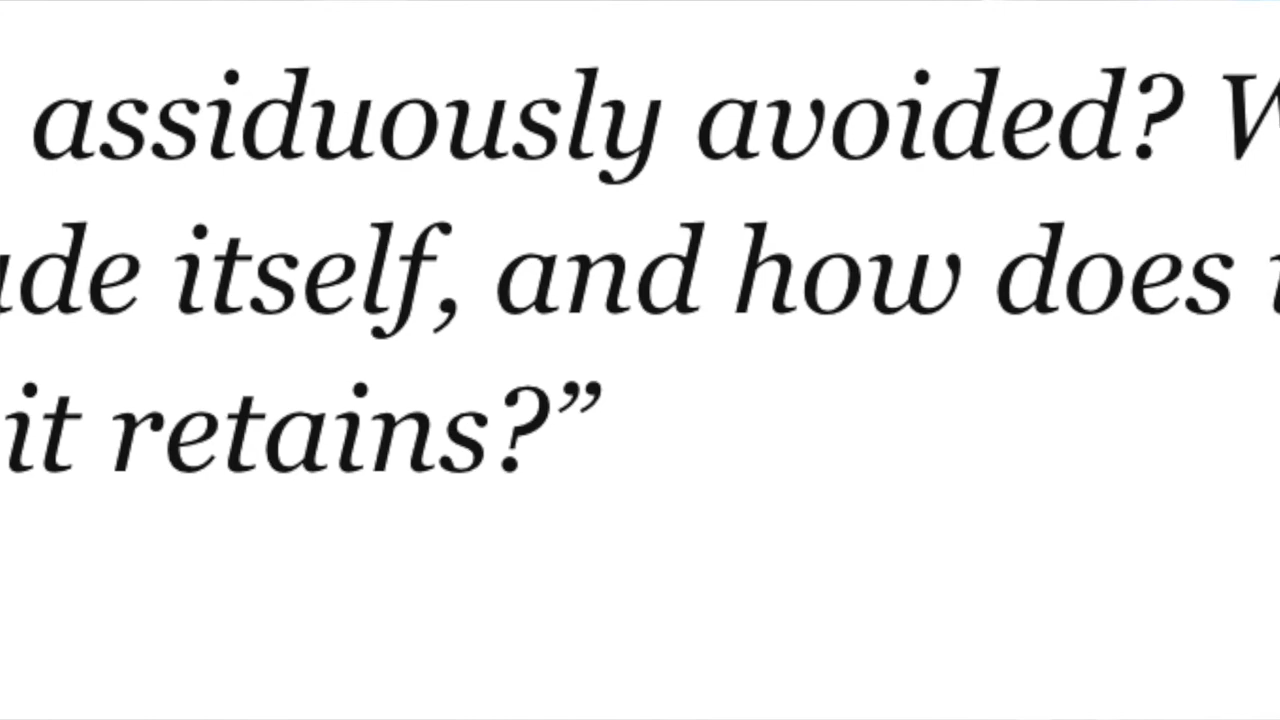 assiduously avoided? W
ude itself, and how does i
it retains?”